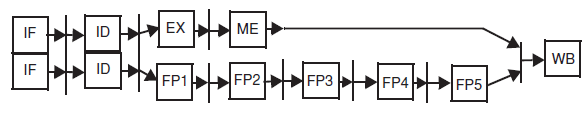 IF ID EX ME
IF ID FP1 FP2 FP3 FP4 FP5 WB